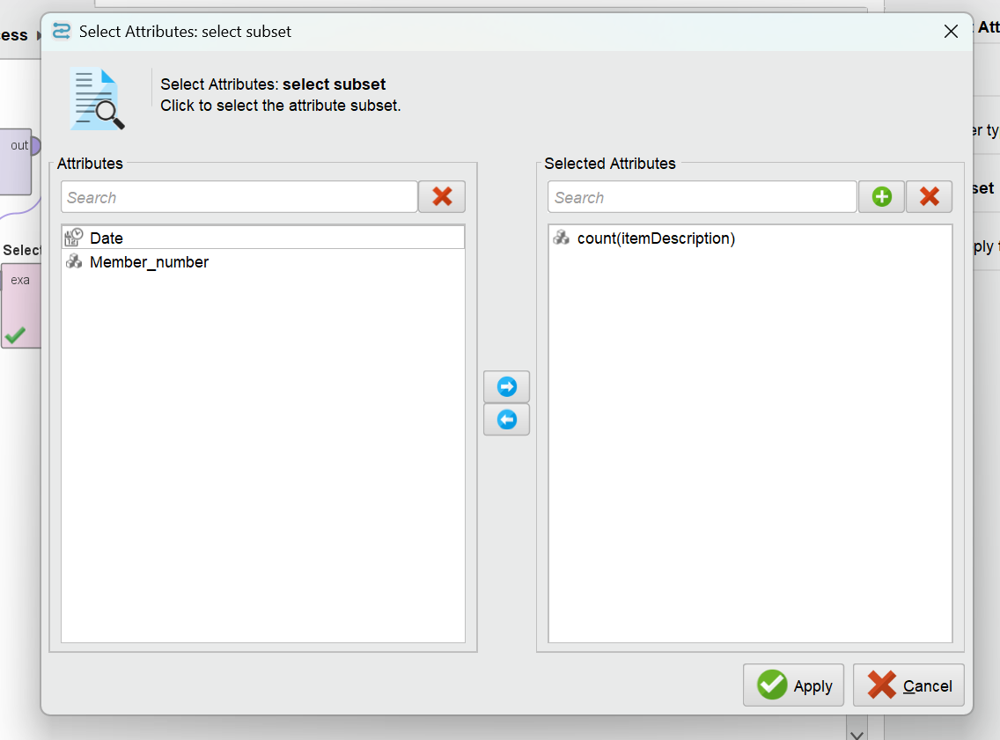 Select Attributes: select subset
ess
Att
Select Attributes: select subset
Click to select the attribute subset.
out
er ty
Attributes
Selected Attributes
Search
Search
set
Date
count(itemDescription)
Member_number
Select
ply t
exa
Apply
Cancel